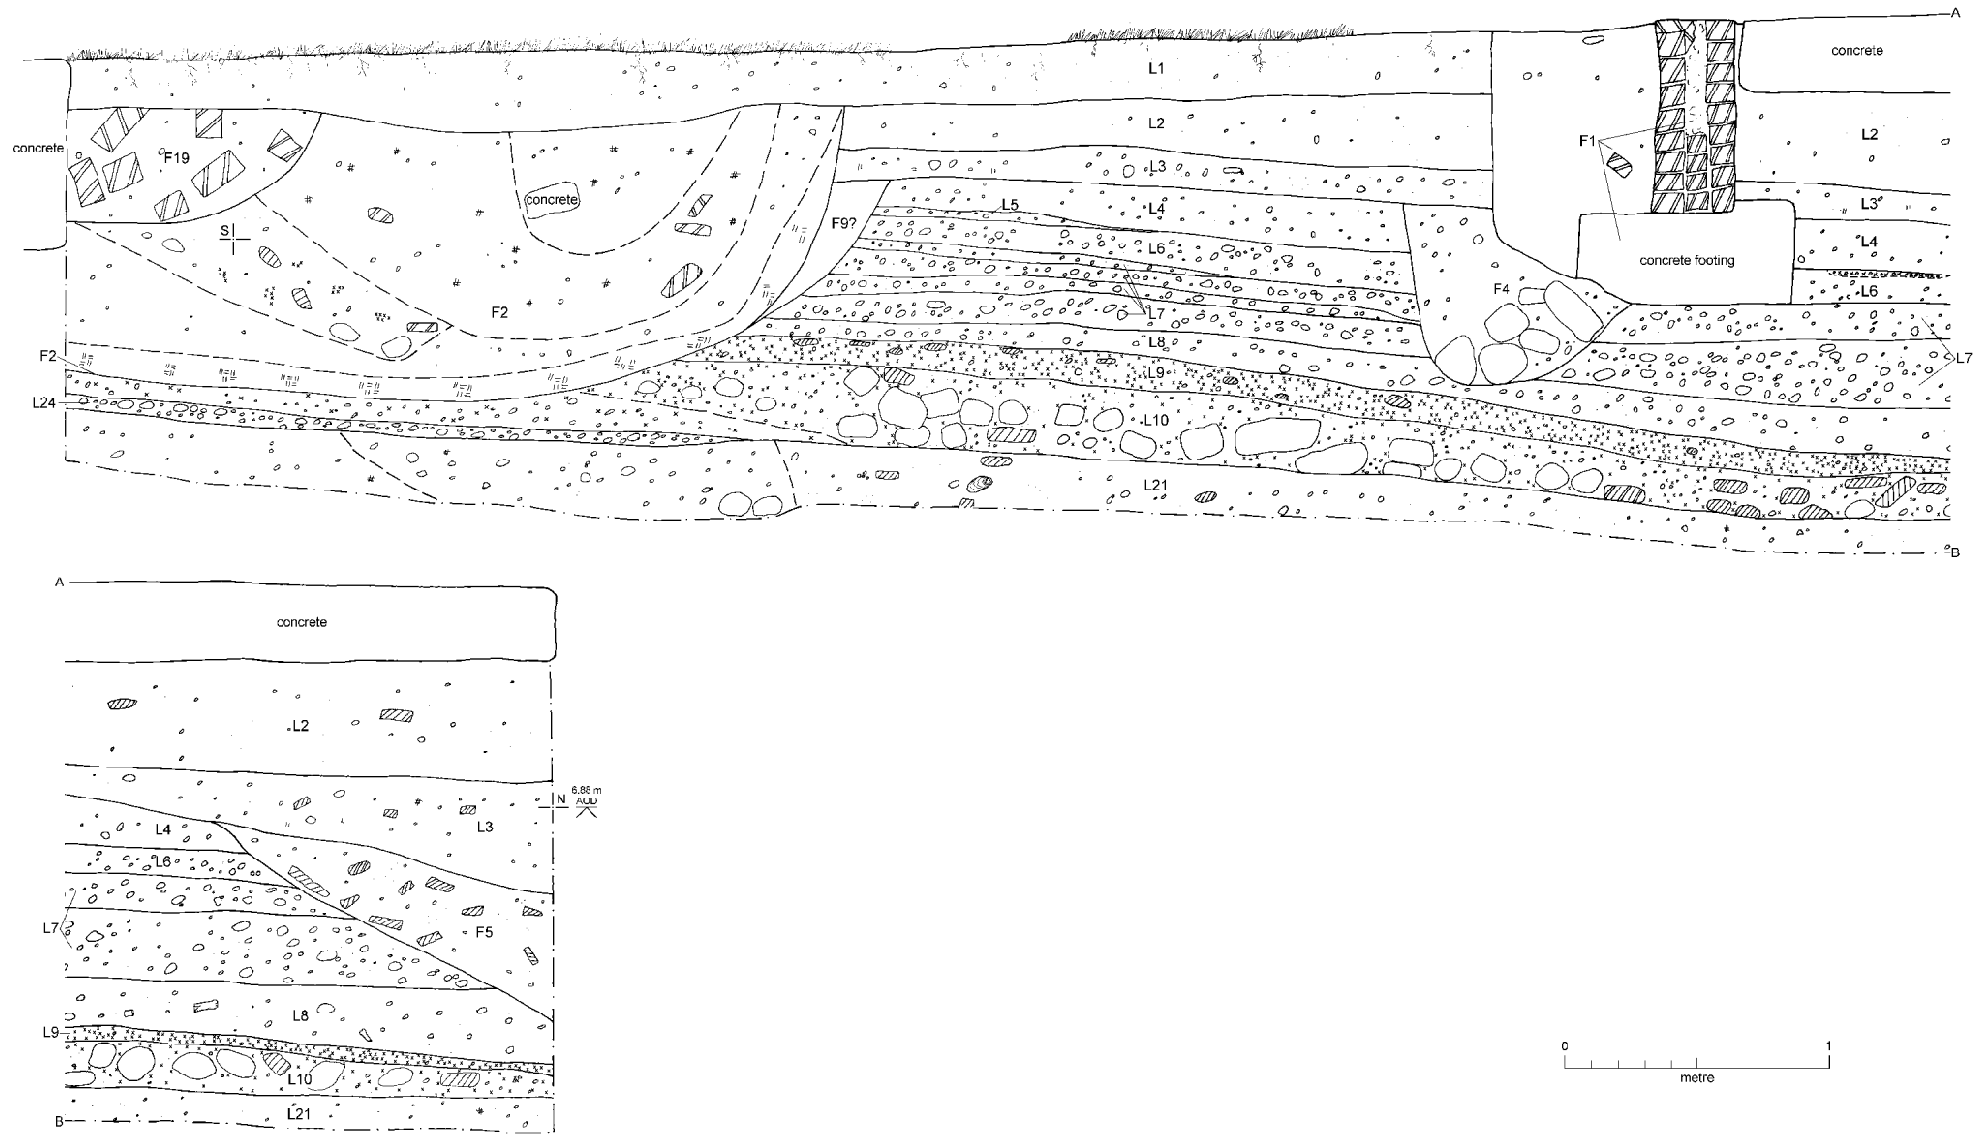 A
concrete
L1
L2
L2
concrete
F19
F1
L3
concrete
L5
L4
L3
F9?
S
L6
L4
concrete footing
F4
L6
F2
L7
L8
F2
L9
L7
L24
L10
L21
B
A
concrete
L2
6.88 m
N AOD
L3
L4
L6
L7
F5
L8
L9
L10
L21
B
0 1
metre